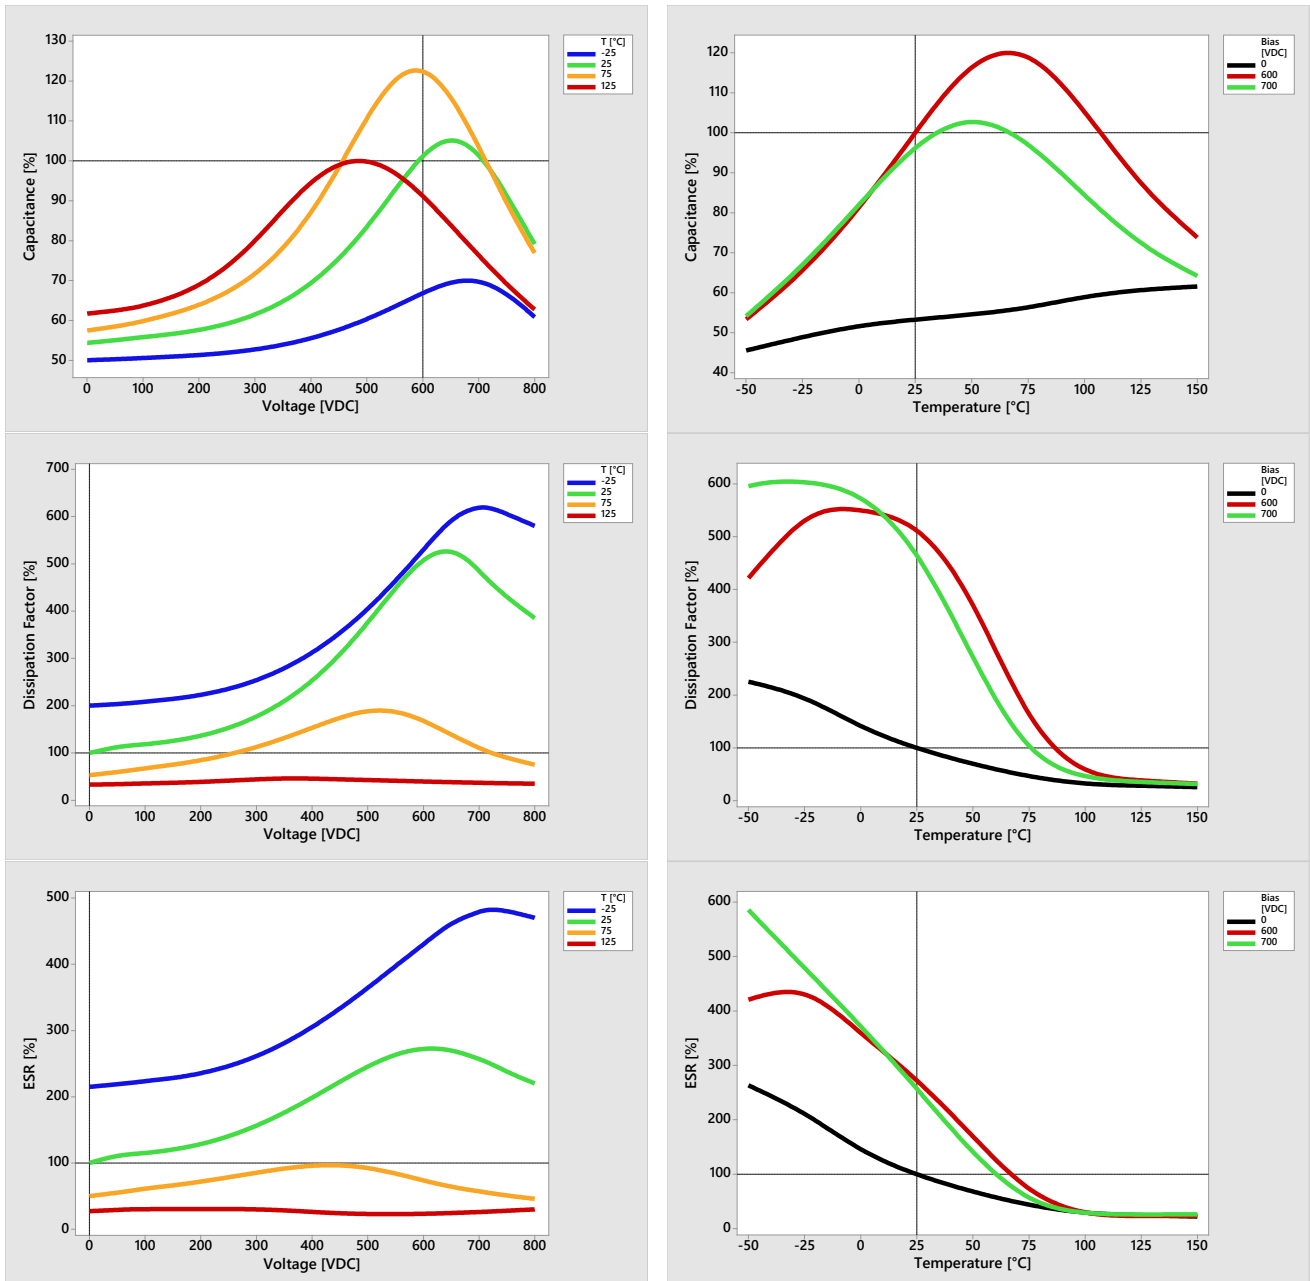 Capacitance [%]
130
120
110
100
90
80
70
60
50
0 100 200 300 400 500 600 700 800
Voltage [VDC]
T [°C]
-25
25
75
125
Capacitance [%]
120
110
100
90
80
70
60
50
40
-50 -25 0 25 50 75 100 125 150
Temperature [°C]
Bias
[VDC]
0
600
700
Dissipation Factor [%]
700
600
500
400
300
200
100
0
0 100 200 300 400 500 600 700 800
Voltage [VDC]
T [°C]
-25
25
75
125
Dissipation Factor [%]
600
500
400
300
200
100
0
-50 -25 0 25 50 75 100 125 150
Temperature [°C]
Bias
[VDC]
0
600
700
ESR [%]
500
400
300
200
100
0
0 100 200 300 400 500 600 700 800
Voltage [VDC]
T [°C]
-25
25
75
125
ESR [%]
600
500
400
300
200
100
0
-50 -25 0 25 50 75 100 125 150
Temperature [°C]
Bias
[VDC]
0
600
700